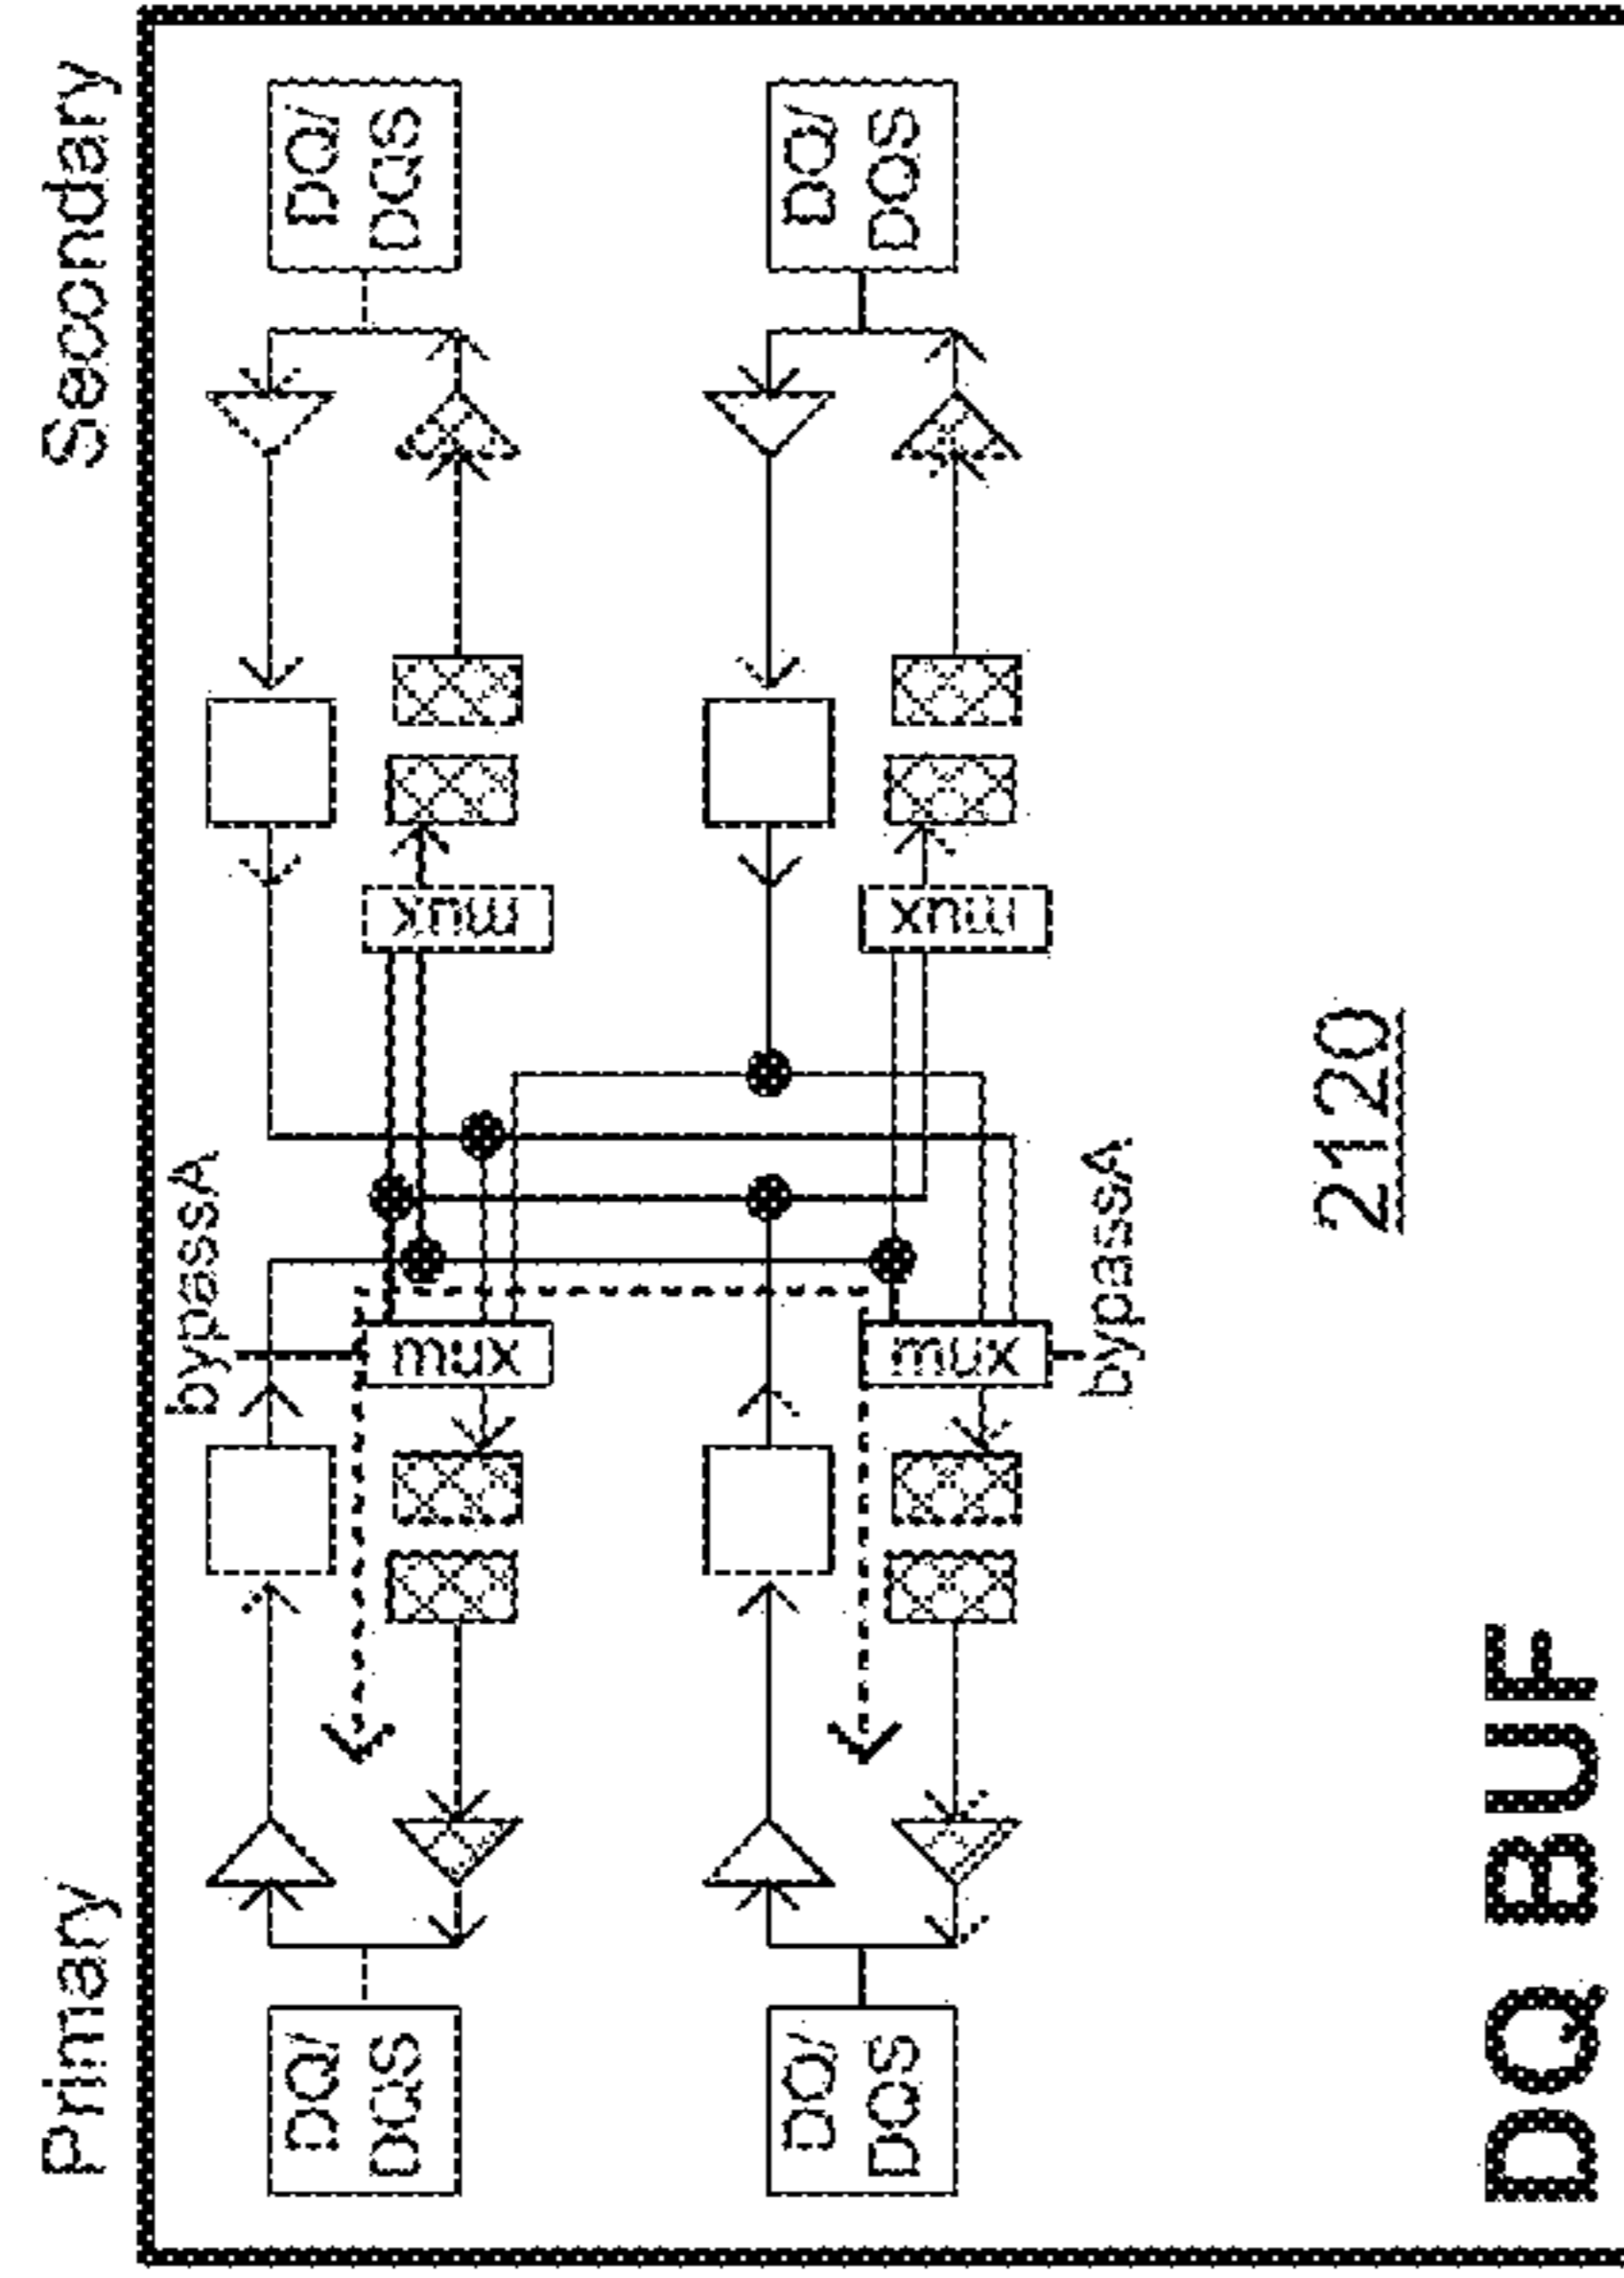 Primary
Secondary
bypassA
DQ/
DQS
mux
mux
DQ/
DQS
DQ/
DQS
mux
mux
DQ/
DQS
bypassA
2120
DQ BUF